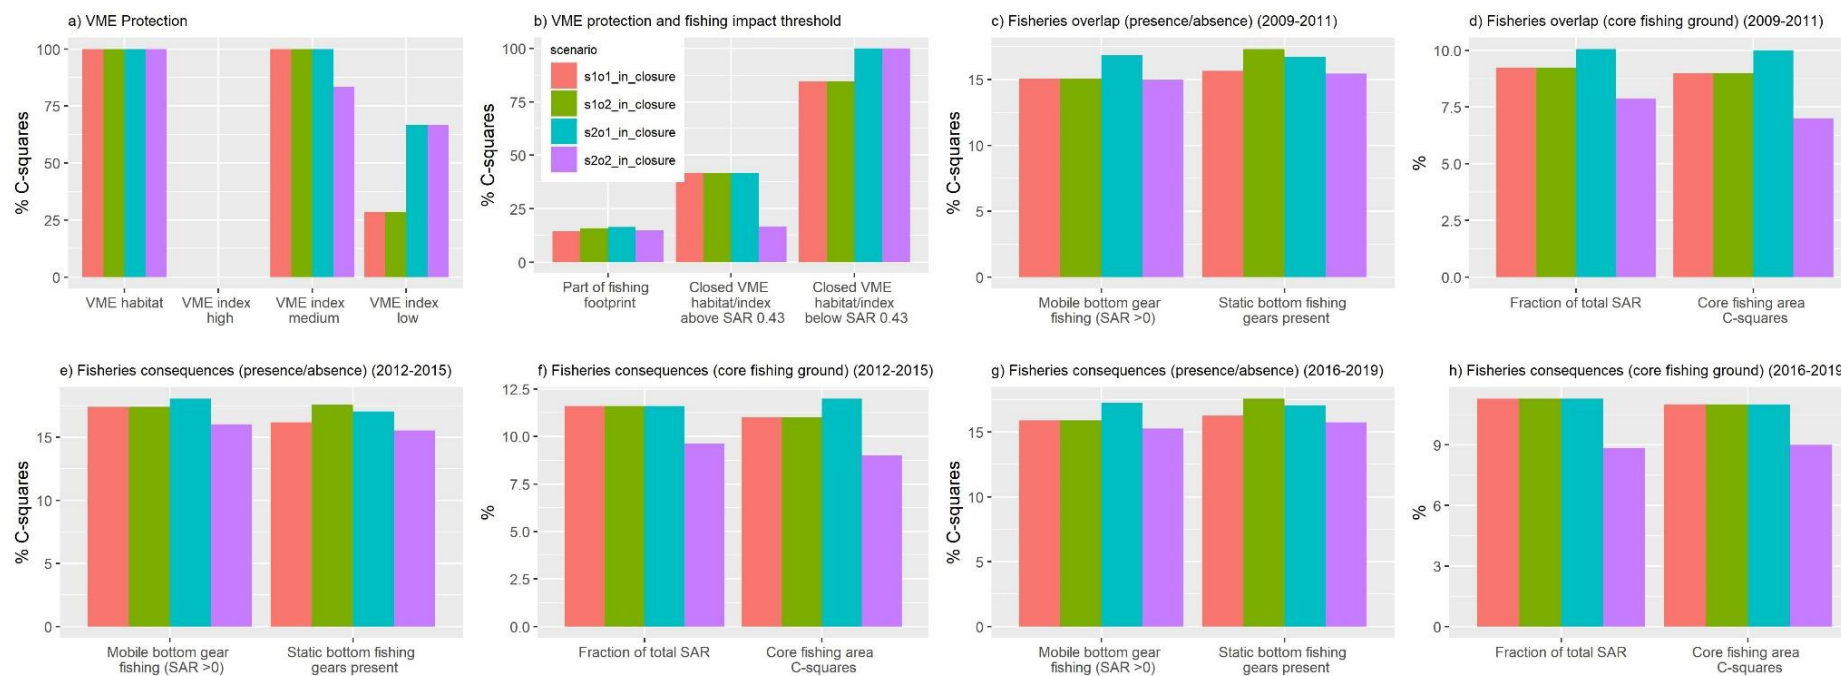 a) VME Protection
100
75
50
25
0
% C-squares
VME habitat
VME index
high
VME index
medium
VME index
low
b) VME protection and fishing impact threshold
100
75
50
25
0
% C-squares
scenario
s1o1_in_closure
s1o2_in_closure
s2o1_in_closure
s2o2_in_closure
Part of fishing
footprint
Closed VME
habitat/index
above SAR 0.43
Closed VME
habitat/index
below SAR 0.43
c) Fisheries overlap (presence/absence) (2009-2011)
15
10
5
0
% C-squares
Mobile bottom gear
fishing (SAR >0)
Static bottom fishing
gears present
d) Fisheries overlap (core fishing ground) (2009-2011)
10.0
7.5
5.0
2.5
0.0
%
Fraction of total SAR
Core fishing area
C-squares
e) Fisheries consequences (presence/absence) (2012-2015)
15
10
5
0
% C-squares
Mobile bottom gear
fishing (SAR >0)
Static bottom fishing
gears present
f) Fisheries consequences (core fishing ground) (2012-2015)
12.5
10.0
7.5
5.0
2.5
0.0
%
Fraction of total SAR
Core fishing area
C-squares
g) Fisheries consequences (presence/absence) (2016-2019)
15
10
5
0
% C-squares
Mobile bottom gear
fishing (SAR >0)
Static bottom fishing
gears present
h) Fisheries consequences (core fishing ground) (2016-2019
9
6
3
0
%
Fraction of total SAR
Core fishing area
C-squares